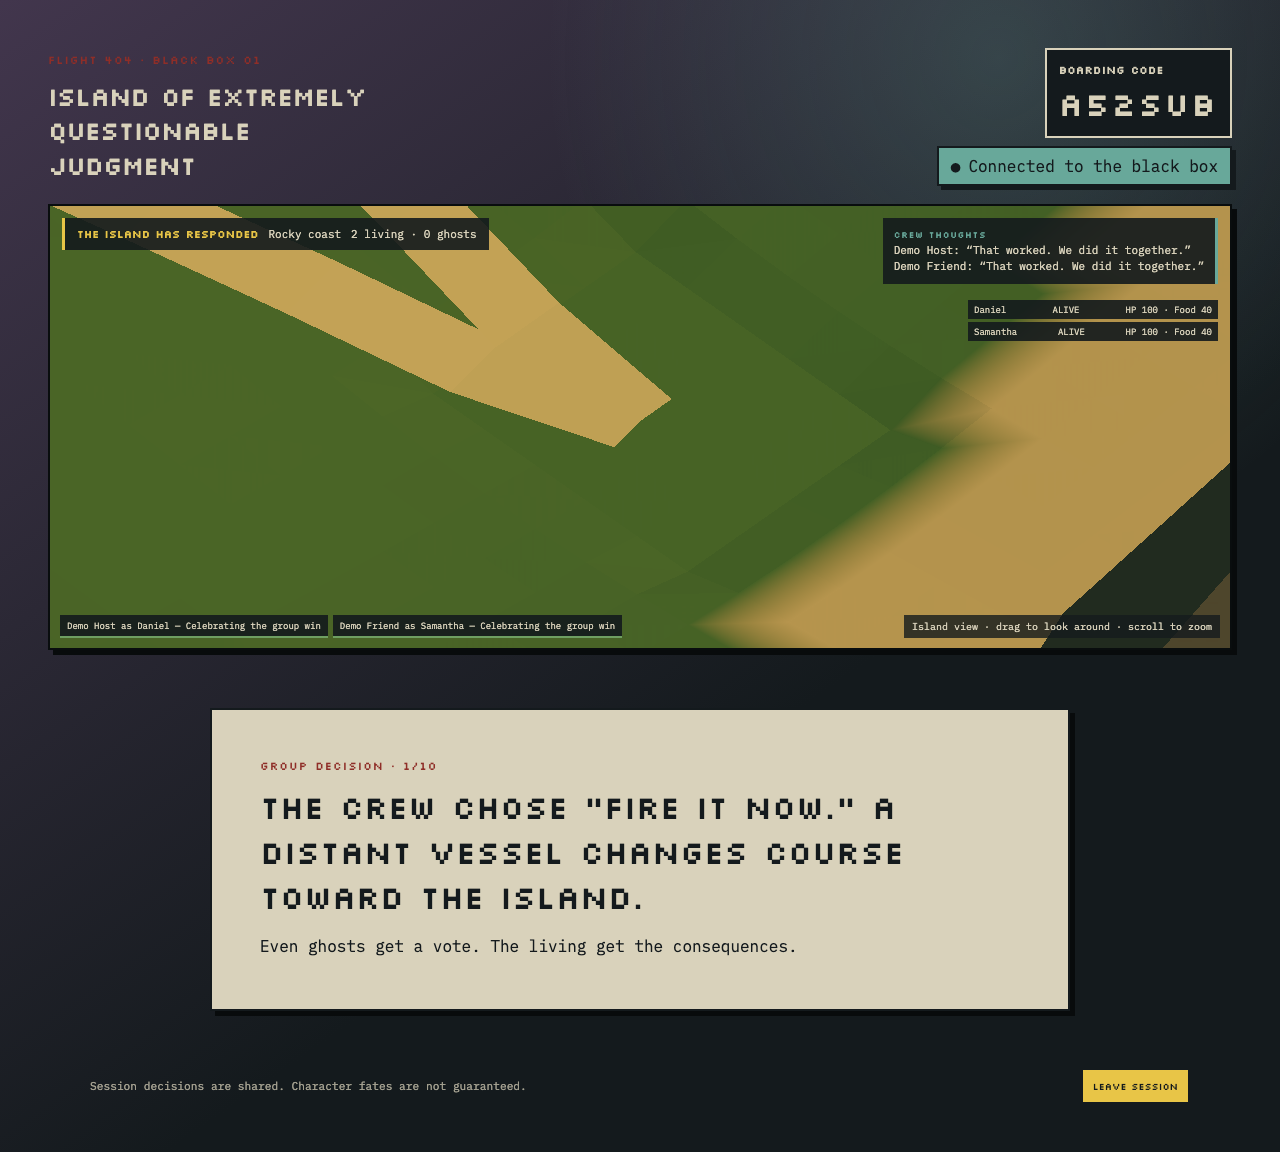 FLIGHT 404 · BLACK BOX 01
ISLAND OF EXTREMELY
QUESTIONABLE
JUDGMENT
BOARDING CODE
A52SUB
● Connected to the black box
THE ISLAND HAS RESPONDED Rocky coast 2 living · 0 ghosts
CREW THOUGHTS
Demo Host: “That worked. We did it together.”
Demo Friend: “That worked. We did it together.”
Daniel ALIVE HP 100 · Food 40
Samantha ALIVE HP 100 · Food 40
Demo Host as Daniel — Celebrating the group win
Demo Friend as Samantha — Celebrating the group win
Island view · drag to look around · scroll to zoom
GROUP DECISION · 1/10
THE CREW CHOSE "FIRE IT NOW." A
DISTANT VESSEL CHANGES COURSE
TOWARD THE ISLAND.
Even ghosts get a vote. The living get the consequences.
Session decisions are shared. Character fates are not guaranteed.
LEAVE SESSION